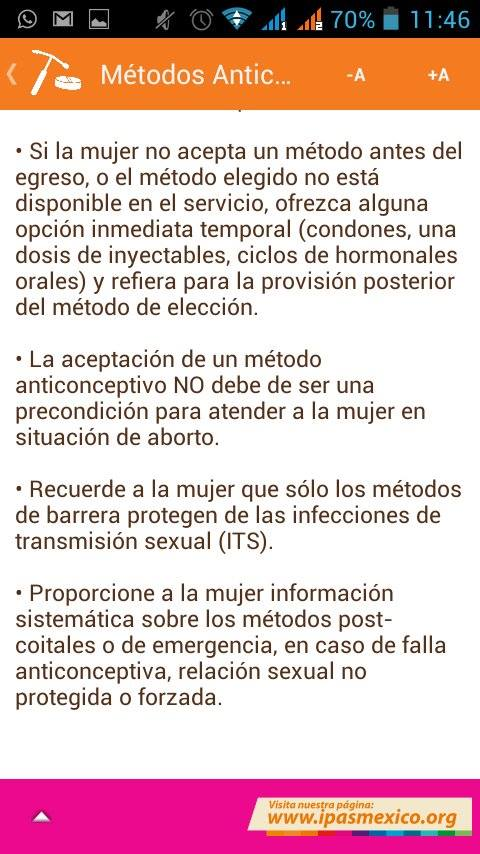 70% 11:46
Métodos Antic... -A +A
• Si la mujer no acepta un método antes del
egreso, o el método elegido no está
disponible en el servicio, ofrezca alguna
opción inmediata temporal (condones, una
dosis de inyectables, ciclos de hormonales
orales) y refiera para la provisión posterior
del método de elección.
• La aceptación de un método
anticonceptivo NO debe de ser una
precondición para atender a la mujer en
situación de aborto.
• Recuerde a la mujer que sólo los métodos
de barrera protegen de las infecciones de
transmisión sexual (ITS).
• Proporcione a la mujer información
sistemática sobre los métodos post-
coitales o de emergencia, en caso de falla
anticonceptiva, relación sexual no
protegida o forzada.
Visita nuestra página:
www.ipasmexico.org